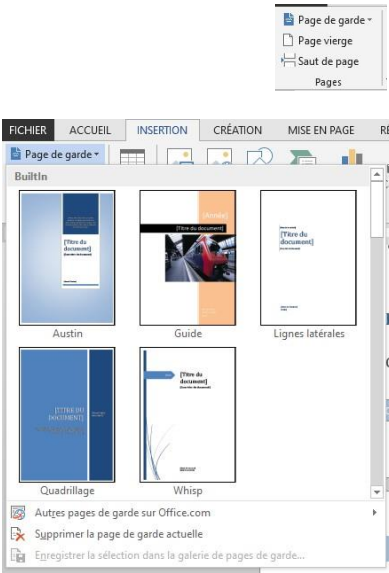 Page de garde
Page vierge
Saut de page
Pages
FICHIER ACCUEIL INSERTION CRÉATION MISE EN PAGE
Page de garde
BuiltIn
[Titre du
document]
Austin
[Année]
[Titre du document]
Guide
[Titre du
document]
Lignes latérales
[TITRE DU
DOCUMENT]
Quadrillage
[Titre du
document]
Whisp
Autres pages de garde sur Office.com
Supprimer la page de garde actuelle
Enregistrer la sélection dans la galerie de pages de garde...